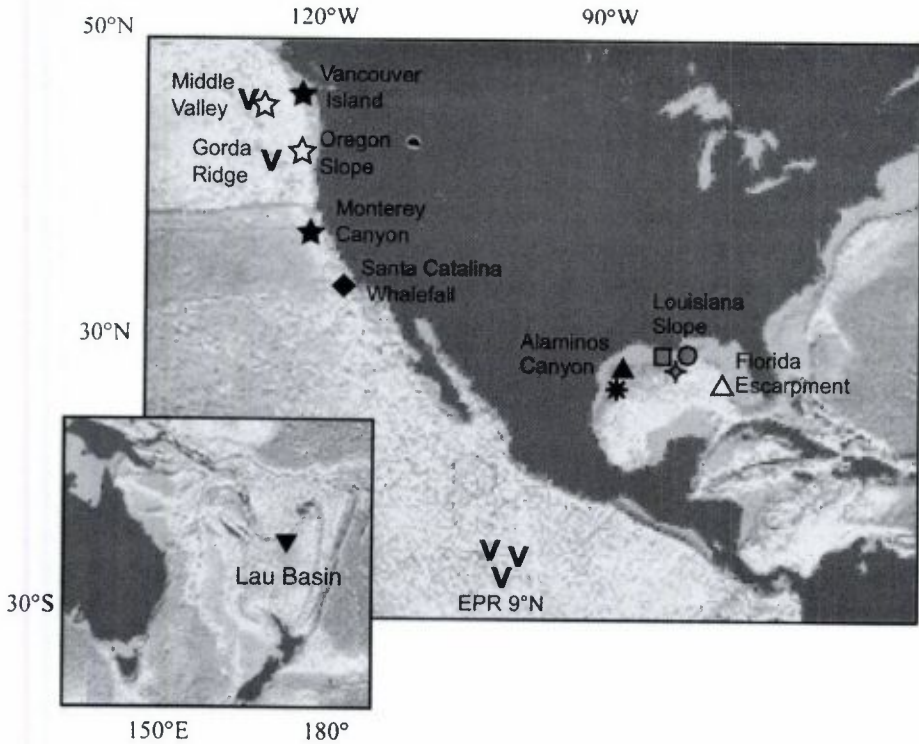 120°W 90°W
50°N
Middle Valley
V
Vancouver Island
Gorda Ridge
V
Oregon Slope
Monterey Canyon
Santa Catalina Whalefall
30°N
Louisiana Slope
Alaminos Canyon
Florida Escarpment
V V
V
EPR 9°N
Lau Basin
30°S
150°E 180°